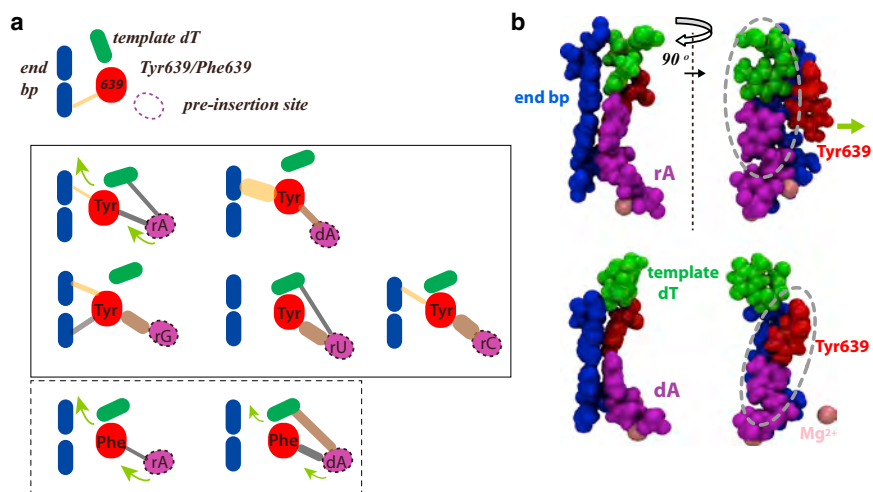 a
template dT
end
bp
639
Tyr639/Phe639
pre-insertion site
Tyr
rA
Tyr
dA
Tyr
rG
Tyr
rU
Tyr
rC
Phe
rA
Phe
dA
b
90 o
end bp
rA
Tyr639
template
dT
dA
Tyr639
Mg2+